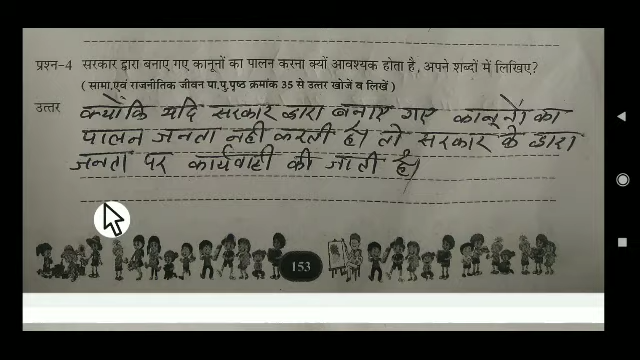 प्रश्न-4 सरकार द्वारा बनाए गए कानूनों का पालन करना क्यों आवश्यक होता है, अपने शब्दों में लिखिए?
( सामा.एवं राजनीतिक जीवन पा.पु.पृष्ठ क्रमांक 35 से उत्तर खोजें व लिखें )
उत्तर क्योंकि यदि सरकार द्वारा बनाए गए कानूनों का
पालन जनता नही करती है। तो सरकार के द्वारा
जनता पर कार्यवाही की जाती है।
153